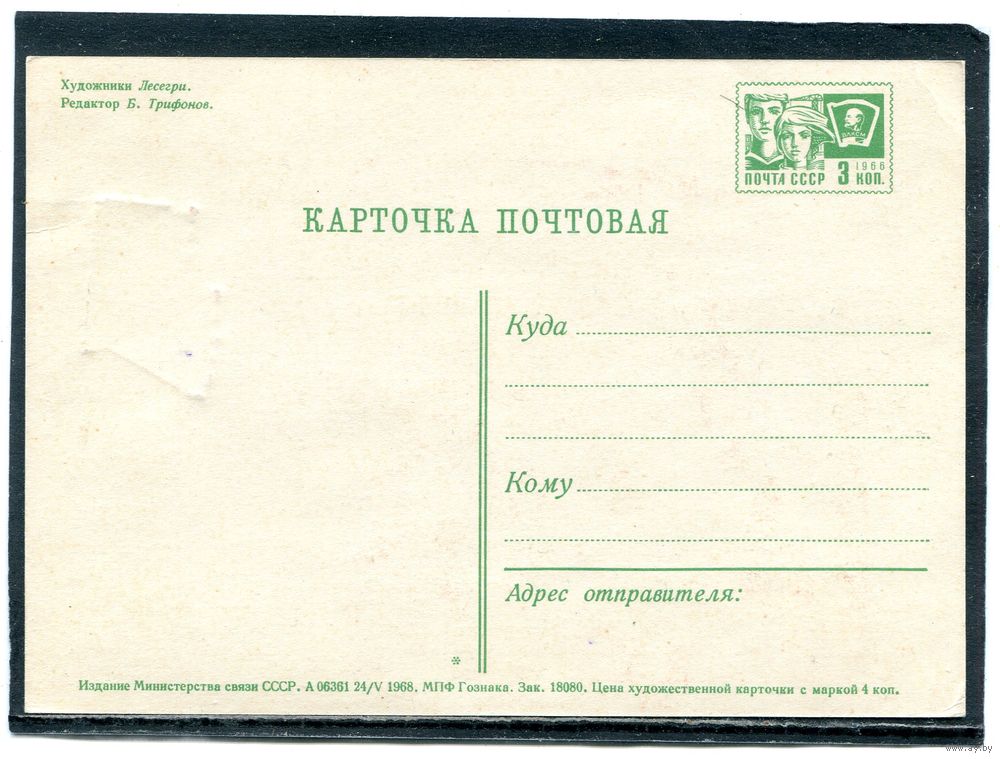 Художники Лесегри.
Редактор Б. Трифонов.
ВЛКСМ
1966
ПОЧТА СССР 3 КОП.
КАРТОЧКА ПОЧТОВАЯ
Куда
Кому
Адрес отправителя:
*
Издание Министерства связи СССР. А 06361 24/V 1968. МПФ Гознака. Зак. 18080. Цена художественной карточки с маркой 4 коп.
www.ay.by